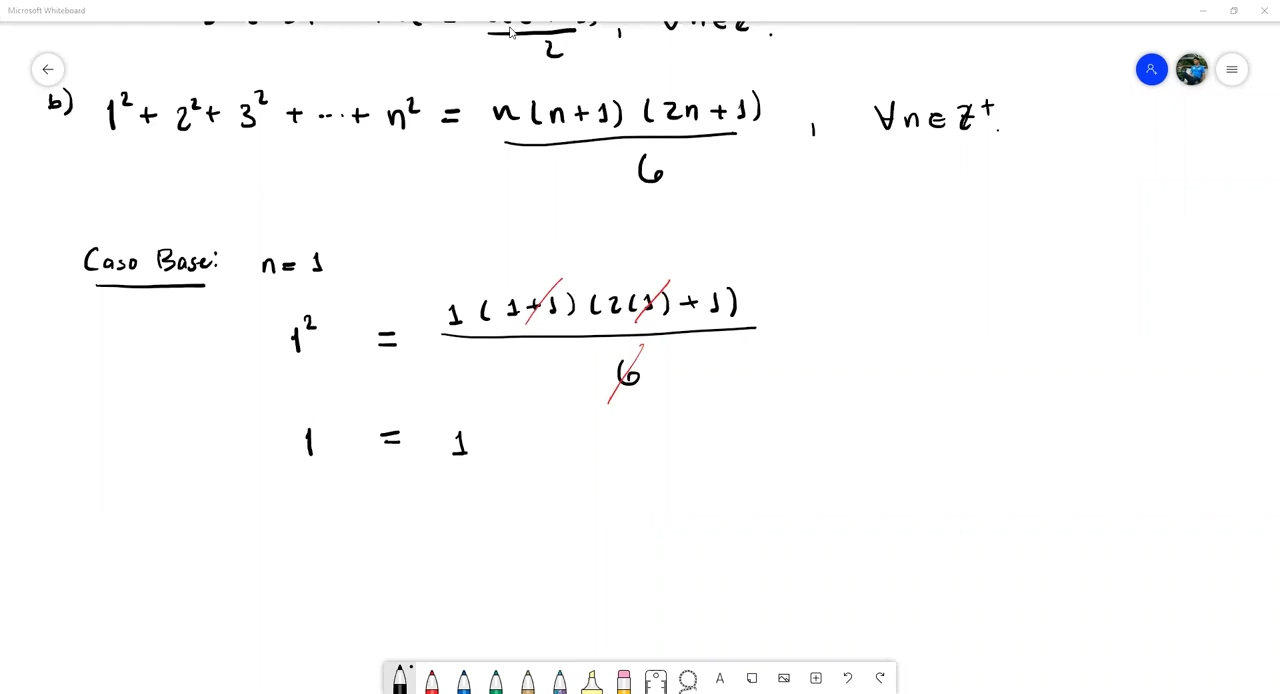 Microsoft Whiteboard
2
b) 1² + 2² + 3² + ... + n² = n(n+1)(2n+1) , ∀n∈Z⁺.
6
Caso Base: n = 1
1² = 1(1+1)(2(1)+1)
6
1 = 1
A